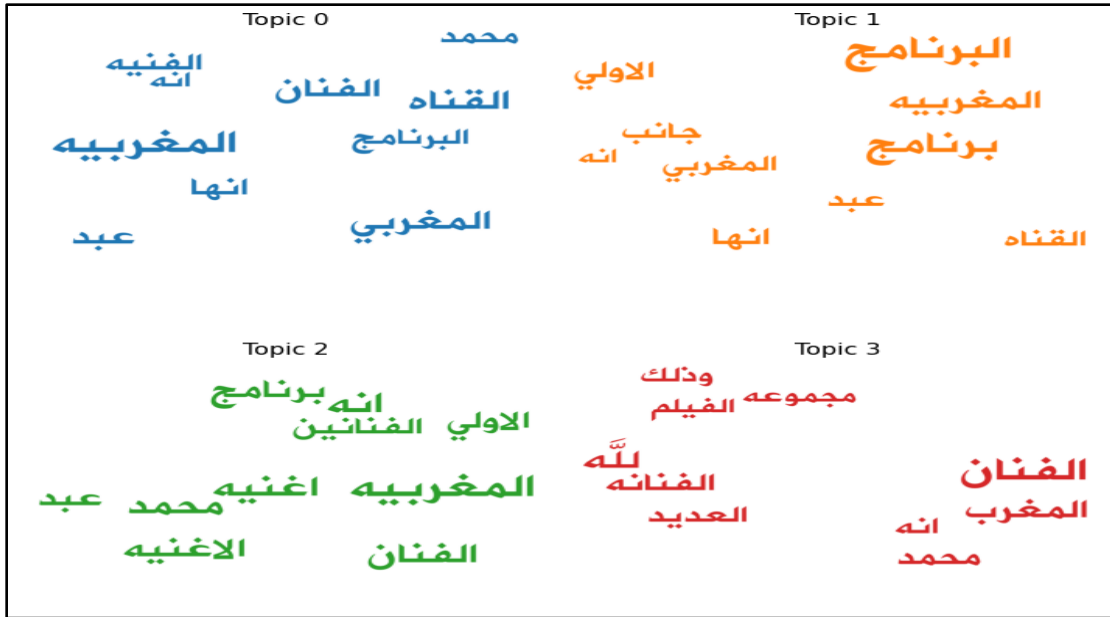 Topic 0
محمد
الفنيه
انه
الفنان
القناه
المغربيه
البرنامج
انها
المغربي
عبد
Topic 1
البرنامج
الاولي
المغربيه
جانب
برنامج
انه
المغربي
عبد
انها
القناه
Topic 2
برنامج
انه
الاولي
الفنانين
اغنيه
المغربيه
عبد
محمد
الاغنيه
الفنان
Topic 3
وذلك
مجموعه
الفيلم
للّٰه
الفنان
الفنانه
المغرب
العديد
انه
محمد